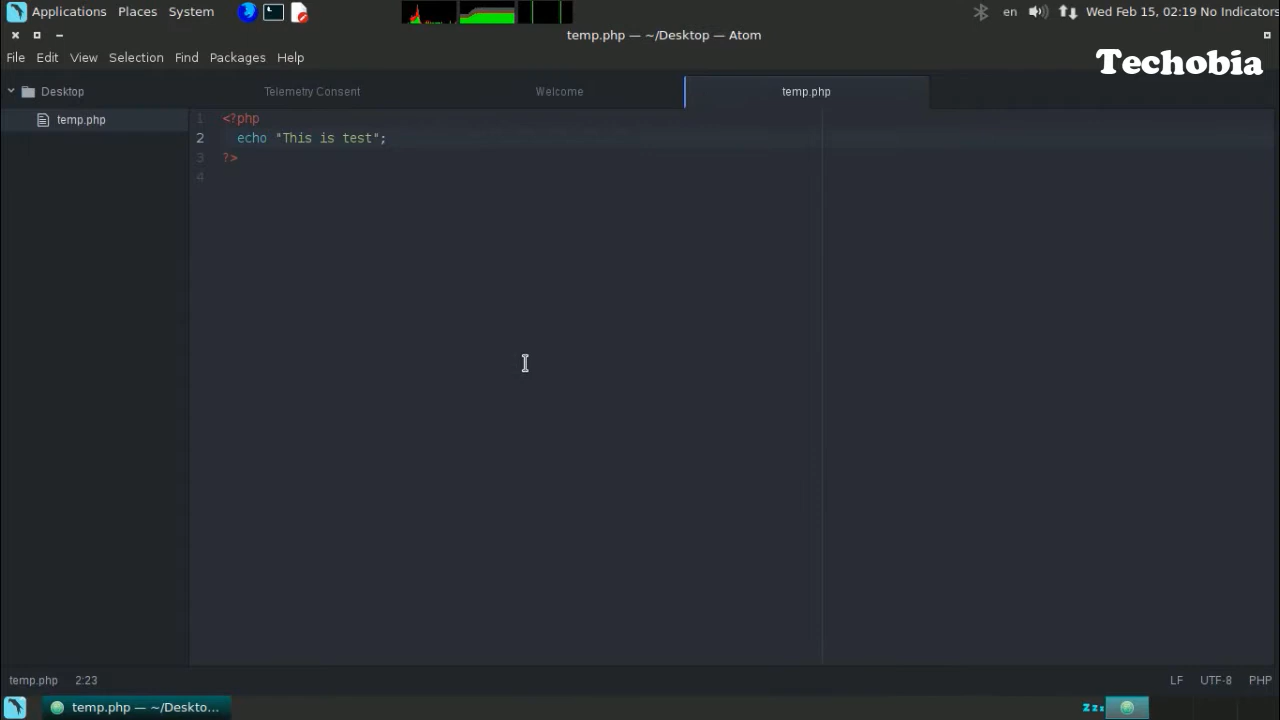 Applications Places System en Wed Feb 15, 02:19 No Indicators
temp.php — ~/Desktop — Atom
File Edit View Selection Find Packages Help
Techobia
Desktop
Telemetry Consent Welcome temp.php
temp.php
1 <?php
2 echo "This is test";
3 ?>
4
temp.php 2:23 LF UTF-8 PHP
temp.php — ~/Deskto... zzz